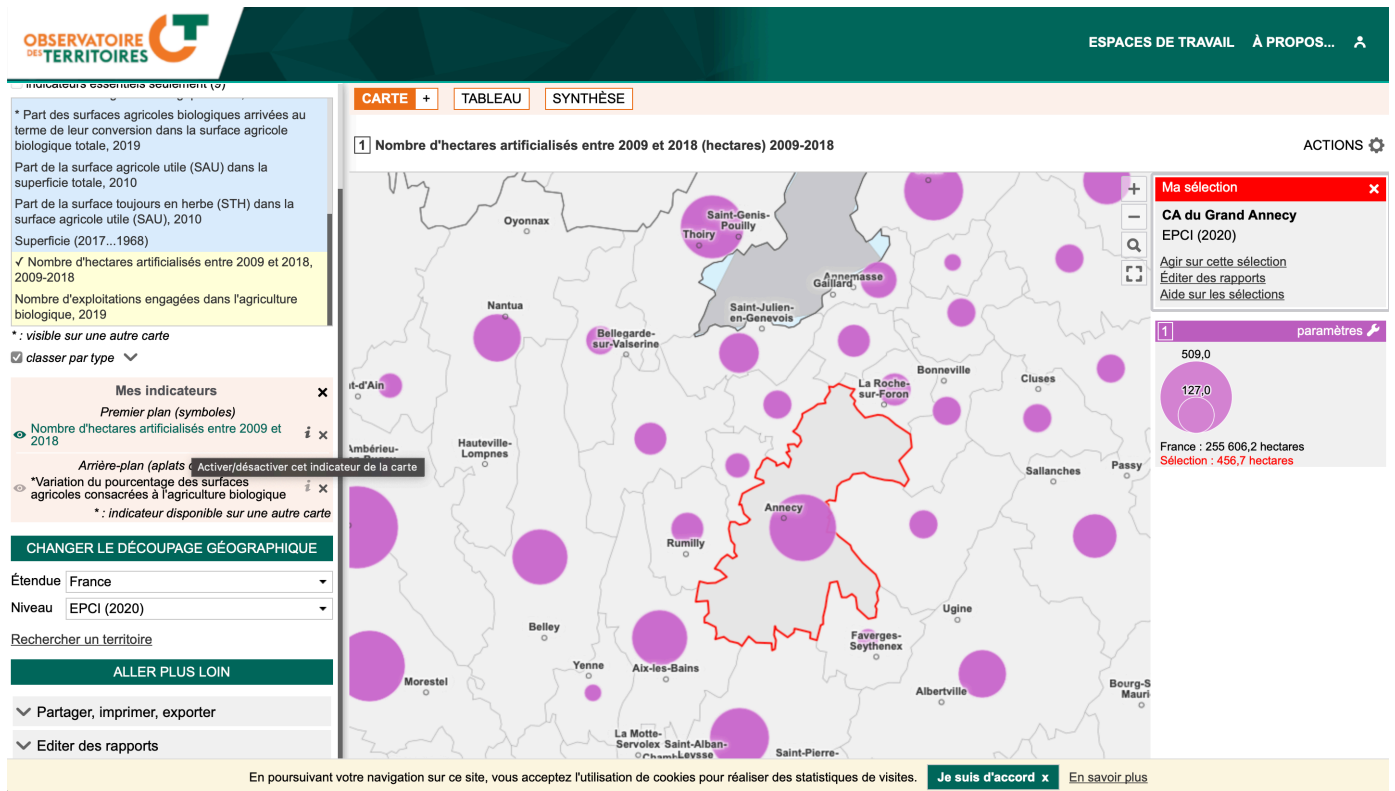 OBSERVATOIRE
DES TERRITOIRES
ESPACES DE TRAVAIL
À PROPOS...
indicateurs essentiels seulement (9)
* Part des surfaces agricoles biologiques arrivées au
terme de leur conversion dans la surface agricole
biologique totale, 2019
Part de la surface agricole utile (SAU) dans la
superficie totale, 2010
Part de la surface toujours en herbe (STH) dans la
surface agricole utile (SAU), 2010
Superficie (2017...1968)
✓ Nombre d'hectares artificialisés entre 2009 et 2018,
2009-2018
Nombre d'exploitations engagées dans l'agriculture
biologique, 2019
* : visible sur une autre carte
classer par type
Mes indicateurs
x
Premier plan (symboles)
Nombre d'hectares artificialisés entre 2009 et
2018
i x
Arrière-plan (aplats
Activer/désactiver cet indicateur de la carte
*Variation du pourcentage des surfaces
agricoles consacrées à l'agriculture biologique
i x
* : indicateur disponible sur une autre carte
CHANGER LE DÉCOUPAGE GÉOGRAPHIQUE
Étendue France
Niveau EPCI (2020)
Rechercher un territoire
ALLER PLUS LOIN
Partager, imprimer, exporter
Editer des rapports
CARTE + TABLEAU SYNTHÈSE
1 Nombre d'hectares artificialisés entre 2009 et 2018 (hectares) 2009-2018
ACTIONS
Oyonnax
Saint-Genis-
Pouilly
Thoiry
Annemasse
Gaillard
Nantua
Saint-Julien-
en-Genevois
Bellegarde-
sur-Valserine
Bonneville
Cluses
La Roche-
sur-Foron
nt-d'Ain
Ambérieu-
Hauteville-
Lompnes
Sallanches
Passy
Annecy
Rumilly
Ugine
Belley
Faverges-
Seythenex
Yenne
Aix-les-Bains
Morestel
Albertville
Bourg-S
Mauri
La Motte-
Servolex
Saint-Alban-
Leysse
Saint-Pierre-
+
−
Ma sélection x
CA du Grand Annecy
EPCI (2020)
Agir sur cette sélection
Éditer des rapports
Aide sur les sélections
1 paramètres
509,0
127,0
France : 255 606,2 hectares
Sélection : 456,7 hectares
En poursuivant votre navigation sur ce site, vous acceptez l'utilisation de cookies pour réaliser des statistiques de visites.
Je suis d'accord x
En savoir plus